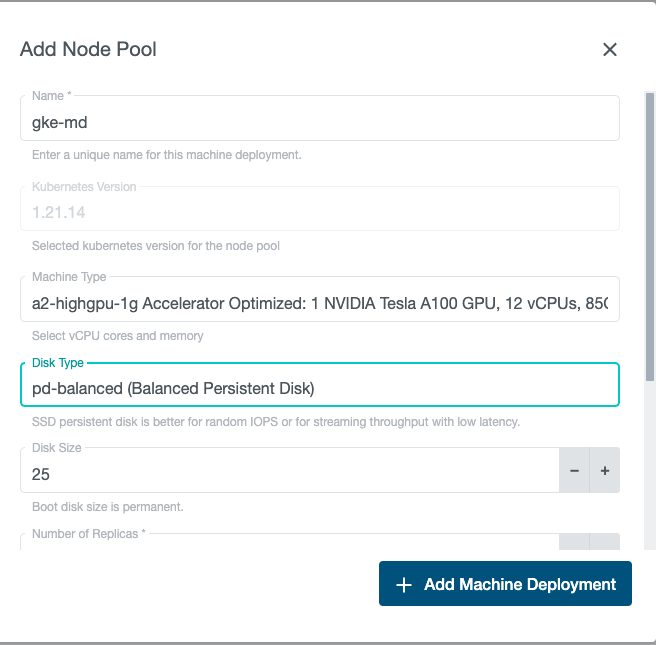 Add Node Pool
Name *
gke-md
Enter a unique name for this machine deployment.
Kubernetes Version
1.21.14
Selected kubernetes version for the node pool
Machine Type
a2-highgpu-1g Accelerator Optimized: 1 NVIDIA Tesla A100 GPU, 12 vCPUs, 85G
Select vCPU cores and memory
Disk Type
pd-balanced (Balanced Persistent Disk)
SSD persistent disk is better for random IOPS or for streaming throughput with low latency.
Disk Size
25
Boot disk size is permanent.
Number of Replicas *
Add Machine Deployment